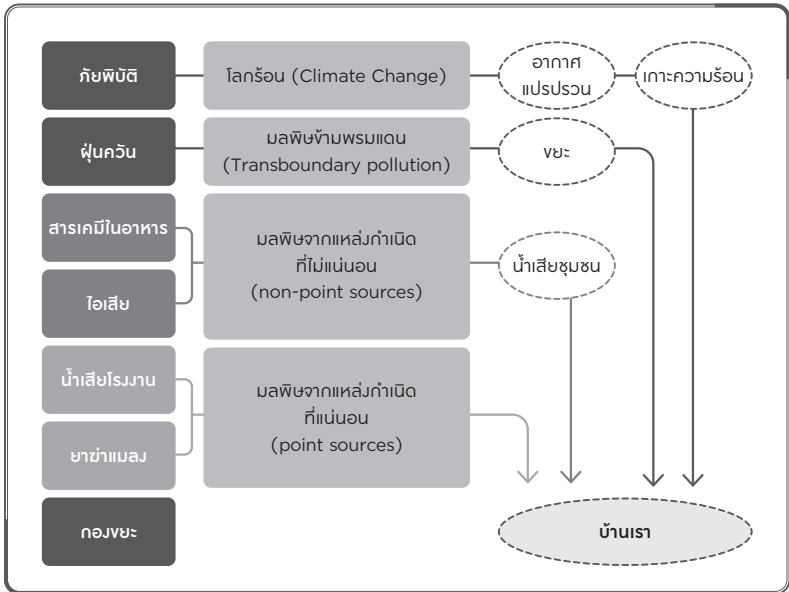 ภัยพิบัติ
โลกร้อน (Climate Change)
อากาศ
แปรปรวน
เกาะความร้อน
ฝุ่นควัน
มลพิษข้ามพรมแดน
(Transboundary pollution)
ขยะ
สารเคมีในอาหาร
ไอเสีย
มลพิษจากแหล่งกำเนิด
ที่ไม่แน่นอน
(non-point sources)
น้ำเสียชุมชน
น้ำเสียโรงงาน
ยาฆ่าแมลง
มลพิษจากแหล่งกำเนิด
ที่แน่นอน
(point sources)
กองขยะ
บ้านเรา